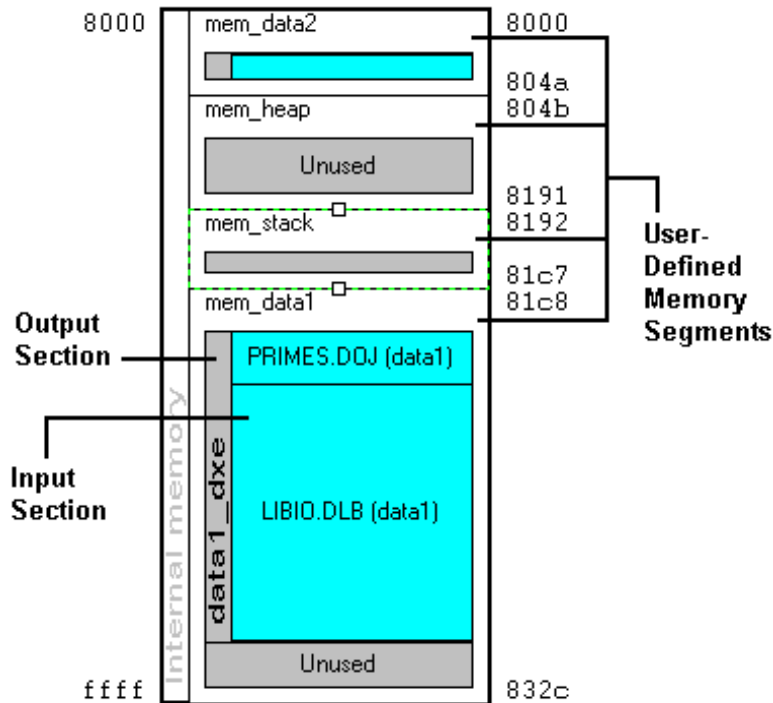 8000
mem_data2
8000
804a
mem_heap
804b
Unused
8191
mem_stack
8192
81c7
mem_data1
81c8
User-
Defined
Memory
Segments
Output
Section
PRIMES.DOJ (data1)
Input
Section
Internal memory
data1_dxe
LIBIO.DLB (data1)
Unused
ffff
832c